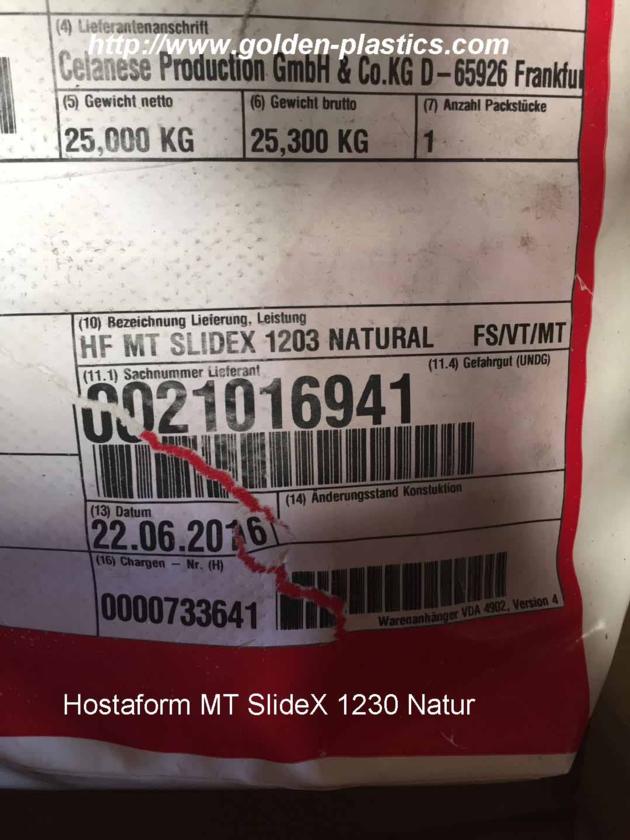 (4) Lieferantenanschrift
http://www.golden-plastics.com
Celanese Production GmbH & Co.KG D-65926 Frankfu
(5) Gewicht netto (6) Gewicht brutto (7) Anzahl Packstücke
25,000 KG 25,300 KG 1
(10) Bezeichnung Lieferung, Leistung
HF MT SLIDEX 1203 NATURAL FS/VT/MT
(11.1) Sachnummer Lieferant (11.4) Gefahrgut (UNDG)
0021016941
(13) Datum (14) Änderungsstand Konstuktion
22.06.2016
(16) Chargen - Nr. (H)
0000733641
Warenanhänger VDA 4902, Version 4
Hostaform MT SlideX 1230 Natur